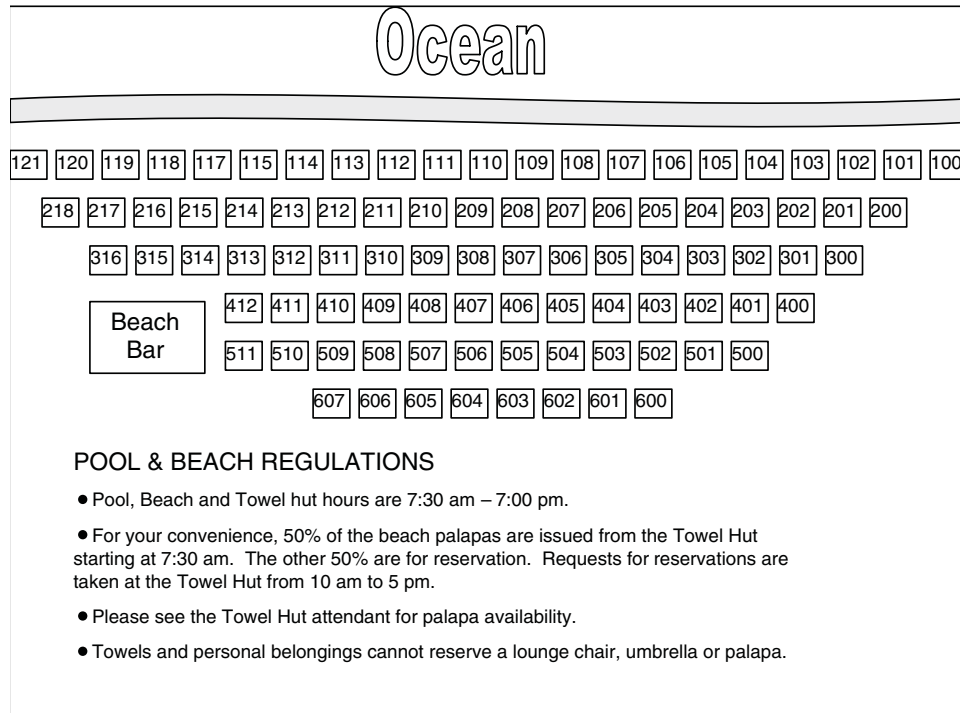 Ocean
121 120 119 118 117 115 114 113 112 111 110 109 108 107 106 105 104 103 102 101 100
218 217 216 215 214 213 212 211 210 209 208 207 206 205 204 203 202 201 200
316 315 314 313 312 311 310 309 308 307 306 305 304 303 302 301 300
412 411 410 409 408 407 406 405 404 403 402 401 400
Beach
Bar
511 510 509 508 507 506 505 504 503 502 501 500
607 606 605 604 603 602 601 600
POOL & BEACH REGULATIONS
● Pool, Beach and Towel hut hours are 7:30 am – 7:00 pm.
● For your convenience, 50% of the beach palapas are issued from the Towel Hut
starting at 7:30 am. The other 50% are for reservation. Requests for reservations are
taken at the Towel Hut from 10 am to 5 pm.
● Please see the Towel Hut attendant for palapa availability.
● Towels and personal belongings cannot reserve a lounge chair, umbrella or palapa.